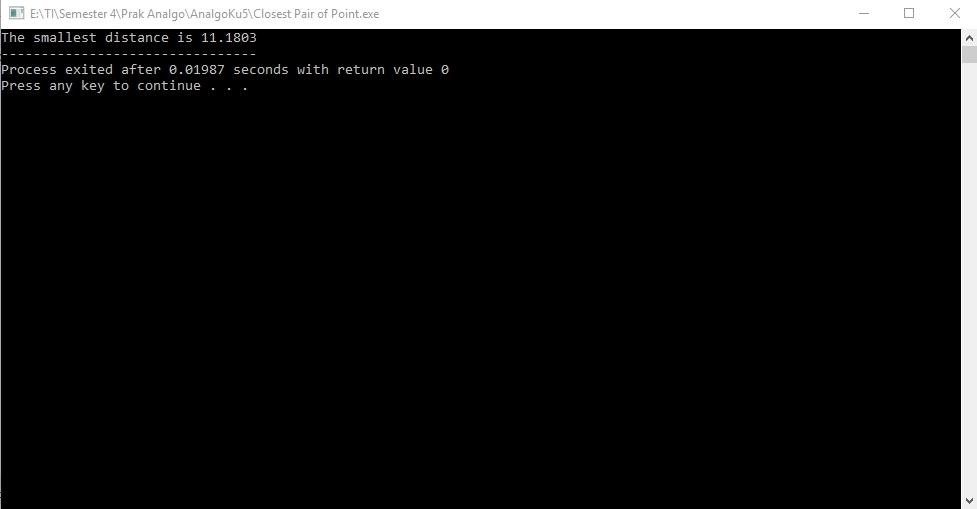 E:\TI\Semester 4\Prak Analgo\AnalgoKu5\Closest Pair of Point.exe
The smallest distance is 11.1803
--------------------------------
Process exited after 0.01987 seconds with return value 0
Press any key to continue . . .